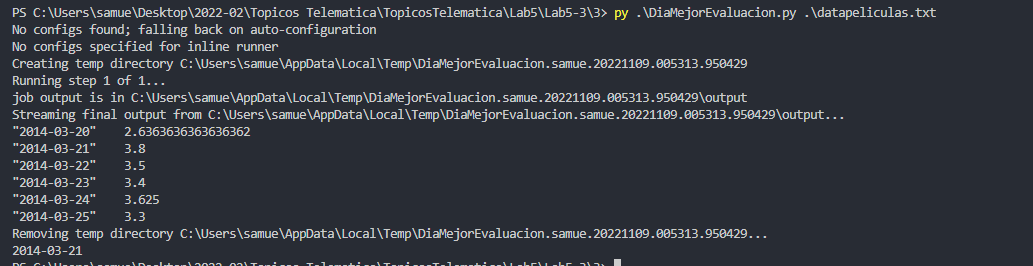 PS C:\Users\samue\Desktop\2022-02\Topicos Telematica\TopicosTelematica\Lab5\Lab5-3\3> py .\DiaMejorEvaluacion.py .\datapeliculas.txt
No configs found; falling back on auto-configuration
No configs specified for inline runner
Creating temp directory C:\Users\samue\AppData\Local\Temp\DiaMejorEvaluacion.samue.20221109.005313.950429
Running step 1 of 1...
job output is in C:\Users\samue\AppData\Local\Temp\DiaMejorEvaluacion.samue.20221109.005313.950429\output
Streaming final output from C:\Users\samue\AppData\Local\Temp\DiaMejorEvaluacion.samue.20221109.005313.950429\output...
"2014-03-20"    2.6363636363636362
"2014-03-21"    3.8
"2014-03-22"    3.5
"2014-03-23"    3.4
"2014-03-24"    3.625
"2014-03-25"    3.3
Removing temp directory C:\Users\samue\AppData\Local\Temp\DiaMejorEvaluacion.samue.20221109.005313.950429...
2014-03-21
PS C:\Users\samue\Desktop\2022-02\Topicos Telematica\TopicosTelematica\Lab5\Lab5-3\3>